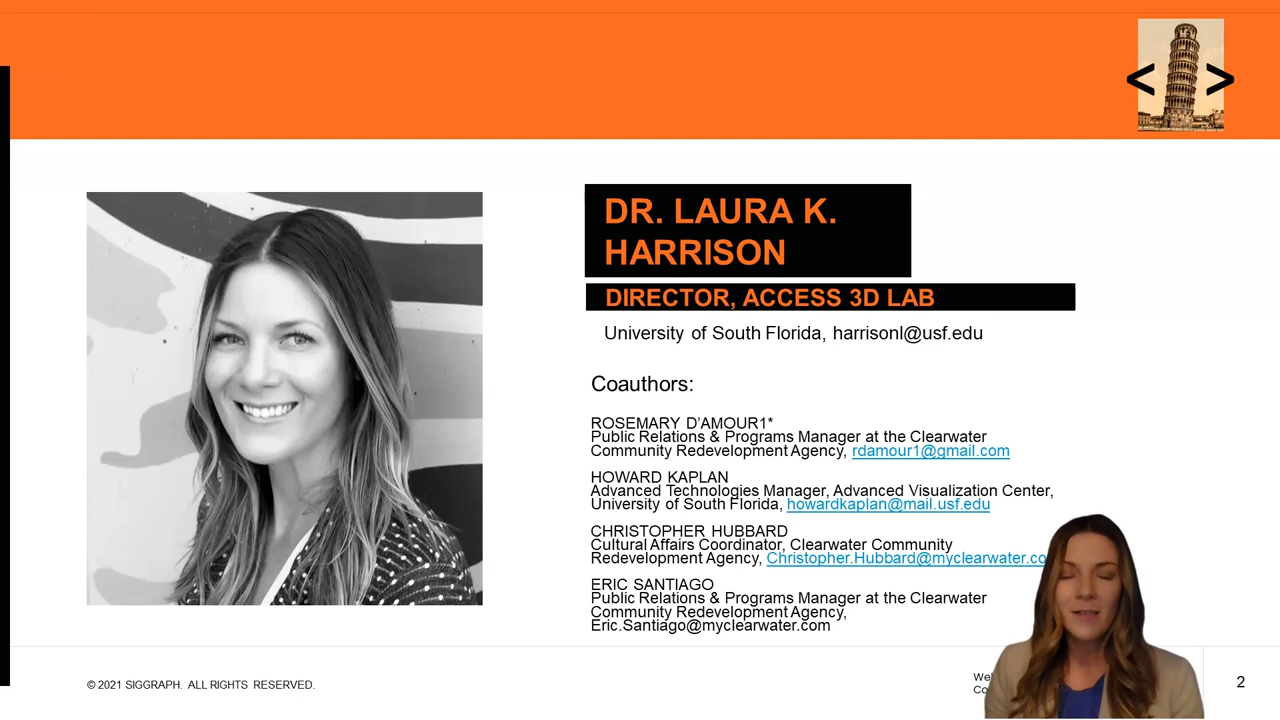 < >
DR. LAURA K.
HARRISON
DIRECTOR, ACCESS 3D LAB
University of South Florida, harrisonl@usf.edu
Coauthors:
ROSEMARY D'AMOUR1*
Public Relations & Programs Manager at the Clearwater
Community Redevelopment Agency, rdamour1@gmail.com
HOWARD KAPLAN
Advanced Technologies Manager, Advanced Visualization Center,
University of South Florida, howardkaplan@mail.usf.edu
CHRISTOPHER HUBBARD
Cultural Affairs Coordinator, Clearwater Community
Redevelopment Agency, Christopher.Hubbard@myclearwater.co
ERIC SANTIAGO
Public Relations & Programs Manager at the Clearwater
Community Redevelopment Agency,
Eric.Santiago@myclearwater.com
© 2021 SIGGRAPH. ALL RIGHTS RESERVED.
2